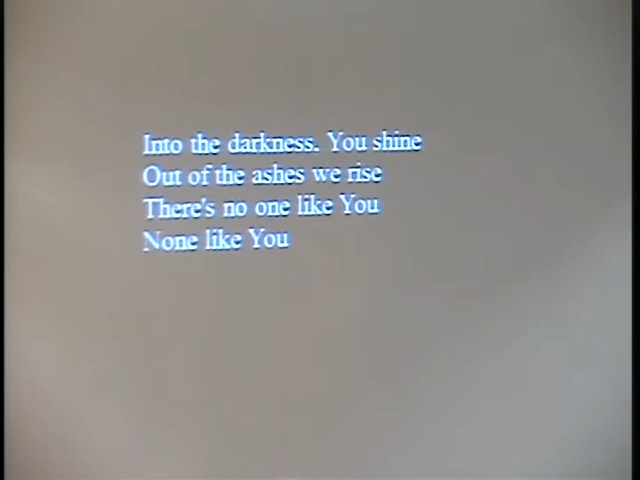 Into the darkness. You shine
Out of the ashes we rise
There's no one like You
None like You